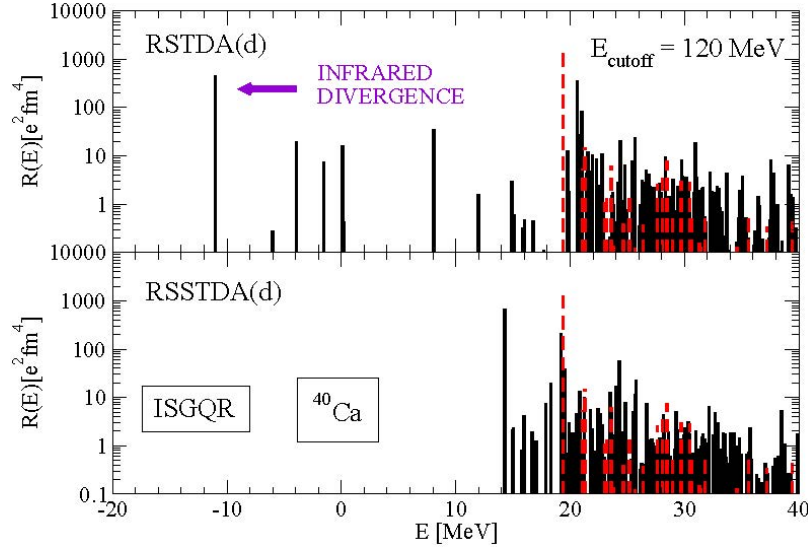 10000
1000
100
10
1
10000
1000
100
10
1
0.1
R(E)[e²fm⁴]
R(E)[e²fm⁴]
RSTDA(d)
INFRARED
DIVERGENCE
E_cutoff = 120 MeV
RSSTDA(d)
ISGQR
⁴⁰Ca
-20 -10 0 10 20 30 40
E [MeV]